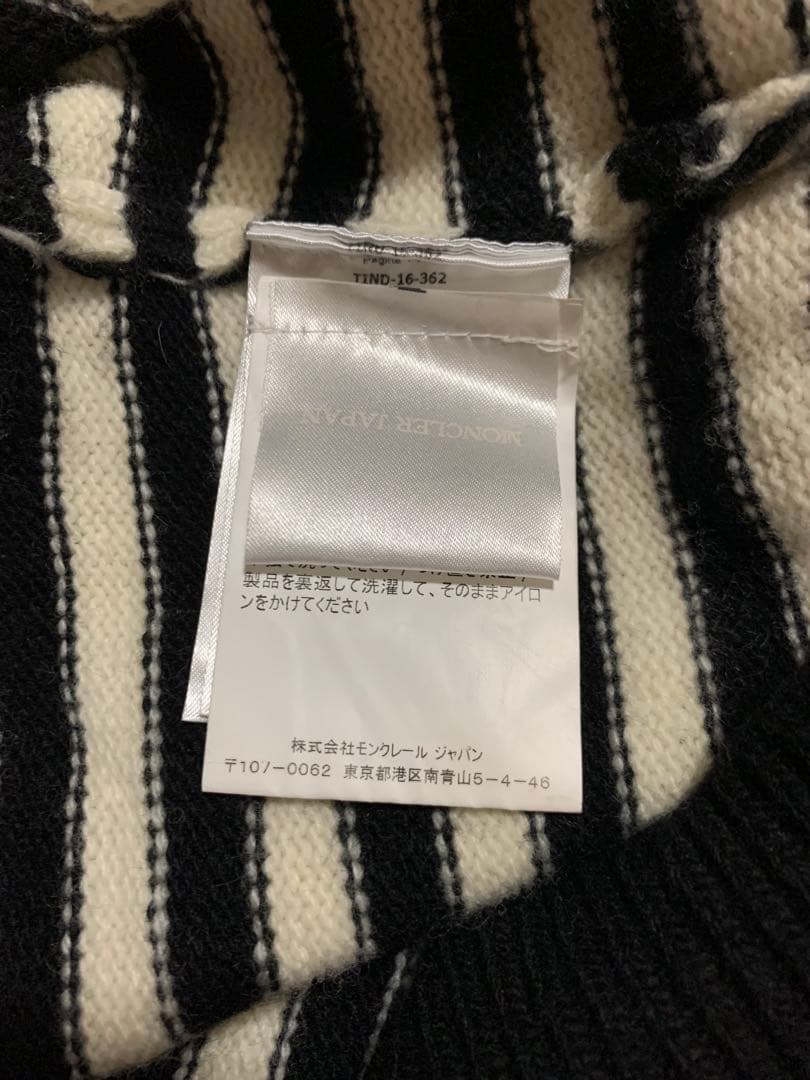 TIND-16-362
MONCLER JAPAN
製品を裏返して洗濯して、そのままアイロ
ンをかけてください
株式会社モンクレール ジャパン
〒107-0062 東京都港区南青山5-4-46